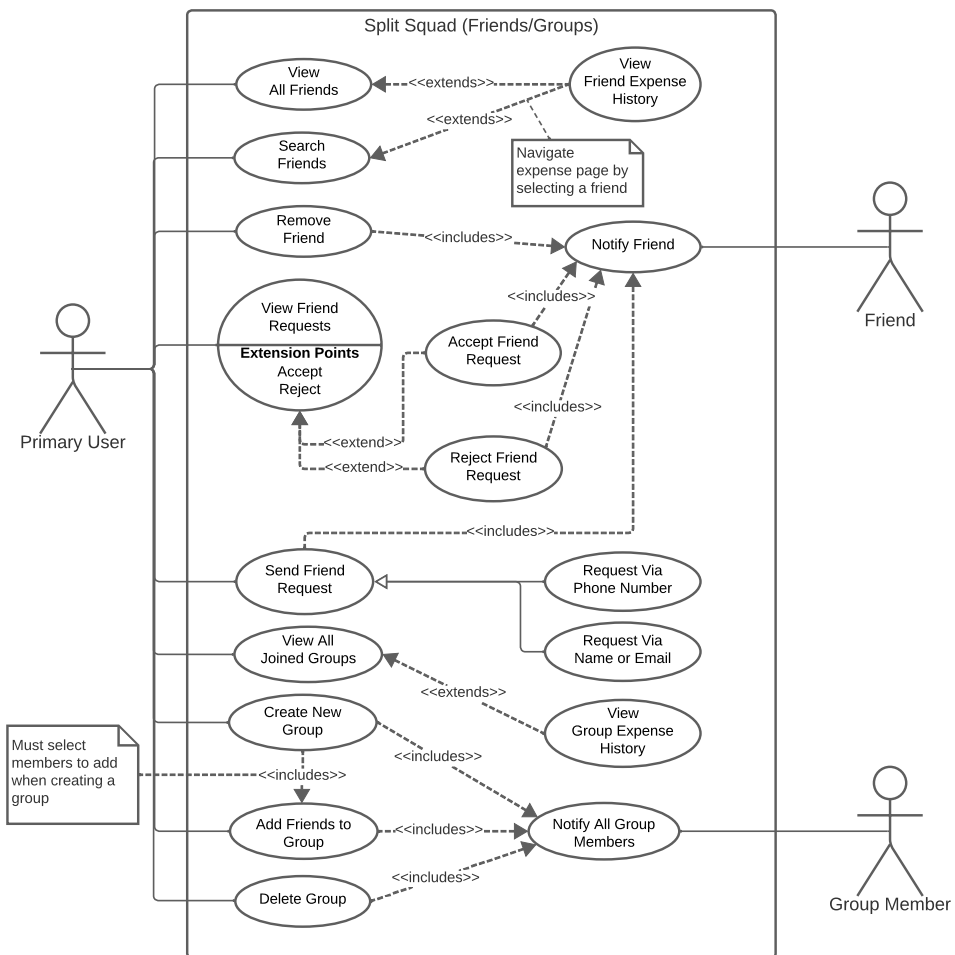 Split Squad (Friends/Groups)
View
All Friends
<<extends>>
View
Friend Expense
History
<<extends>>
Search
Friends
Navigate
expense page by
selecting a friend
Remove
Friend
<<includes>>
Notify Friend
Friend
View Friend
Requests
Extension Points
Accept
Reject
<<includes>>
Accept Friend
Request
<<includes>>
<<extend>>
<<extend>>
Reject Friend
Request
Primary User
<<includes>>
Send Friend
Request
Request Via
Phone Number
Request Via
Name or Email
View All
Joined Groups
<<extends>>
View
Group Expense
History
Create New
Group
<<includes>>
Must select
members to add
when creating a
group
<<includes>>
Add Friends to
Group
<<includes>>
Notify All Group
Members
<<includes>>
Delete Group
Group Member